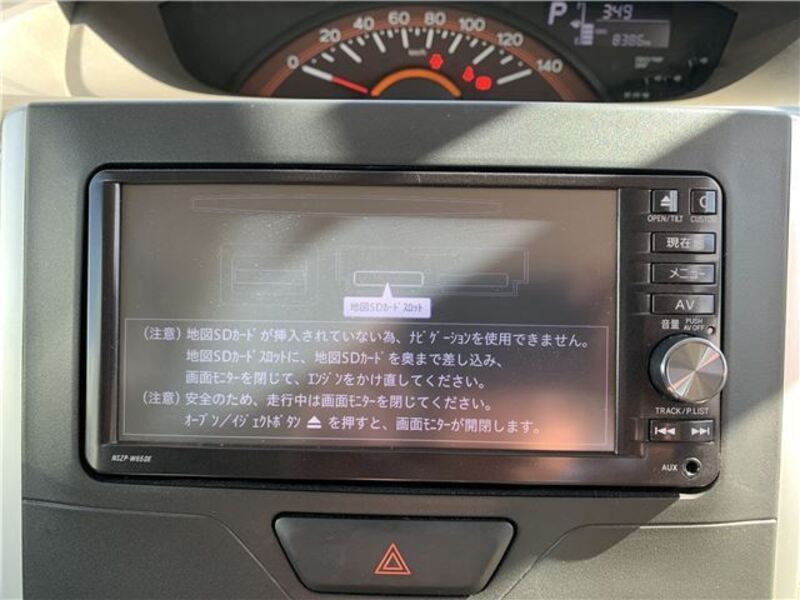 0 20 40 60 80 100 120 140
km/h
P
349
8385
OPEN/TILT
CUSTOM
現在地
メニュー
AV
音量
PUSH
AV OFF
地図SDｶｰﾄﾞｽﾛｯﾄ
（注意）地図SDｶｰﾄﾞが挿入されていない為、ﾅﾋﾞｹﾞｰｼｮﾝを使用できません。
地図SDｶｰﾄﾞｽﾛｯﾄに、地図SDｶｰﾄﾞを奥まで差し込み、
画面ﾓﾆﾀｰを閉じて、ｴﾝｼﾞﾝをかけ直してください。
（注意）安全のため、走行中は画面ﾓﾆﾀｰを閉じてください。
ｵｰﾌﾟﾝ／ｲｼﾞｪｸﾄﾎﾞﾀﾝ ⏏ を押すと、画面ﾓﾆﾀｰが開閉します。
TRACK/P.LIST
AUX
NSZP-W65DE